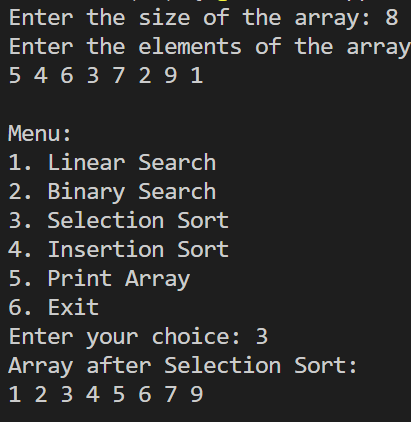 Enter the size of the array: 8
Enter the elements of the array
5 4 6 3 7 2 9 1
Menu:
1. Linear Search
2. Binary Search
3. Selection Sort
4. Insertion Sort
5. Print Array
6. Exit
Enter your choice: 3
Array after Selection Sort:
1 2 3 4 5 6 7 9